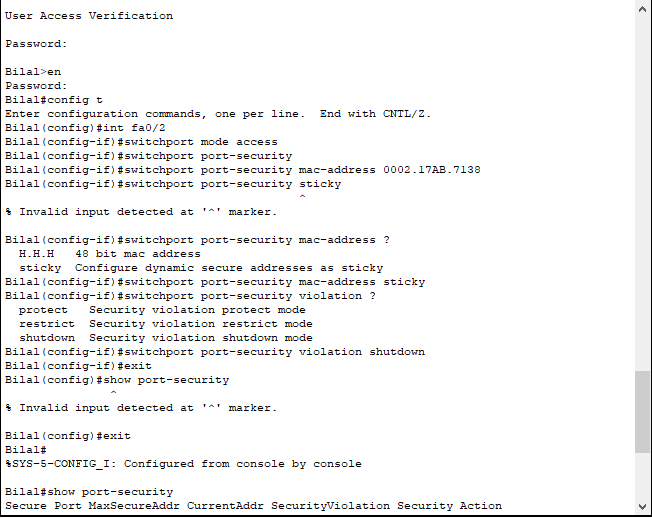 User Access Verification
Password:
Bilal>en
Password:
Bilal#config t
Enter configuration commands, one per line.  End with CNTL/Z.
Bilal(config)#int fa0/2
Bilal(config-if)#switchport mode access
Bilal(config-if)#switchport port-security
Bilal(config-if)#switchport port-security mac-address 0002.17AB.7138
Bilal(config-if)#switchport port-security sticky
^
% Invalid input detected at '^' marker.
Bilal(config-if)#switchport port-security mac-address ?
H.H.H   48 bit mac address
sticky  Configure dynamic secure addresses as sticky
Bilal(config-if)#switchport port-security mac-address sticky
Bilal(config-if)#switchport port-security violation ?
protect   Security violation protect mode
restrict  Security violation restrict mode
shutdown  Security violation shutdown mode
Bilal(config-if)#switchport port-security violation shutdown
Bilal(config-if)#exit
Bilal(config)#show port-security
^
% Invalid input detected at '^' marker.
Bilal(config)#exit
Bilal#
%SYS-5-CONFIG_I: Configured from console by console
Bilal#show port-security
Secure Port MaxSecureAddr CurrentAddr SecurityViolation Security Action